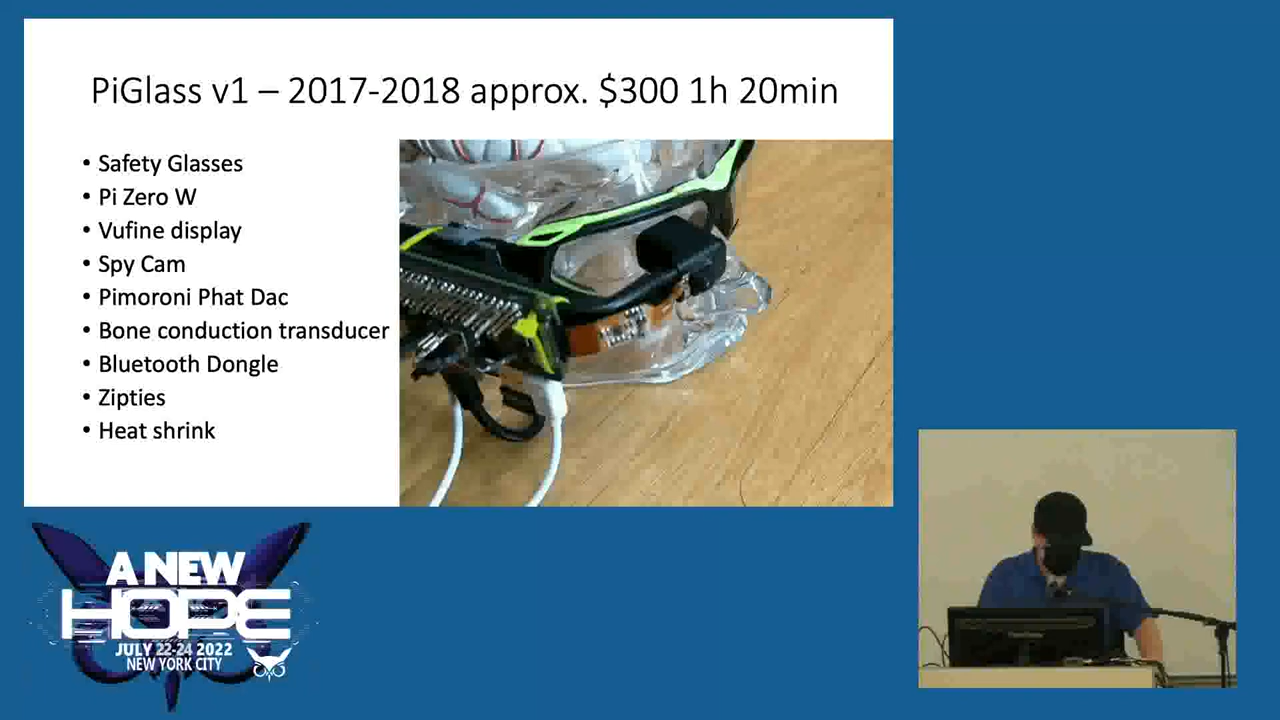 PiGlass v1 – 2017-2018 approx. $300 1h 20min
• Safety Glasses
• Pi Zero W
• Vufine display
• Spy Cam
• Pimoroni Phat Dac
• Bone conduction transducer
• Bluetooth Dongle
• Zipties
• Heat shrink
A NEW
HOPE
JULY 22-24 2022
NEW YORK CITY